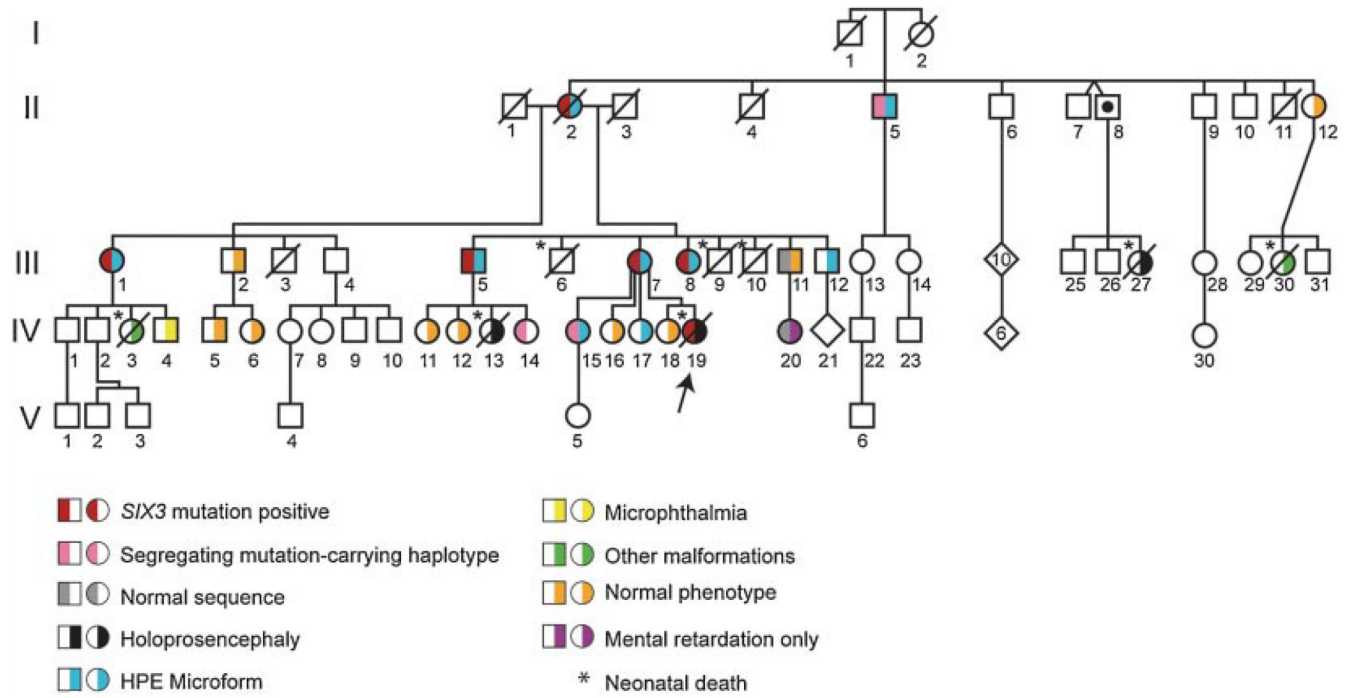 I
1 2
II
1 2 3 4 5 6 7 8 9 10 11 12
* * * * *
III
10
1 2 3 4 5 6 7 8 9 10 11 12 13 14 25 26 27 28 29 30 31
* * *
IV
6
1 2 3 4 5 6 7 8 9 10 11 12 13 14 15 16 17 18 19 20 21 22 23 30
V
1 2 3 4 5 6
SIX3 mutation positive
Segregating mutation-carrying haplotype
Normal sequence
Holoprosencephaly
HPE Microform
Microphthalmia
Other malformations
Normal phenotype
Mental retardation only
* Neonatal death